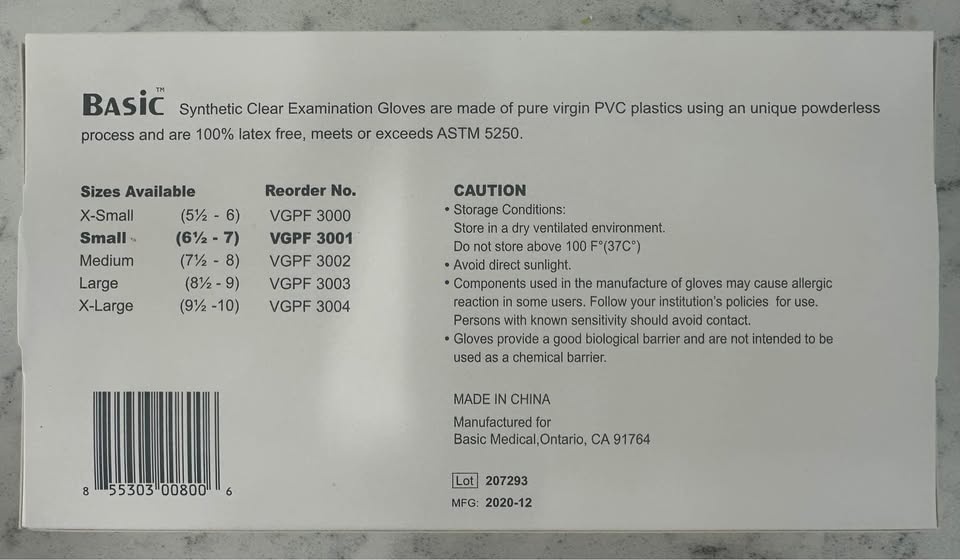 BASiC™ Synthetic Clear Examination Gloves are made of pure virgin PVC plastics using an unique powderless
process and are 100% latex free, meets or exceeds ASTM 5250.
Sizes Available Reorder No.
X-Small (5½ - 6) VGPF 3000
Small (6½ - 7) VGPF 3001
Medium (7½ - 8) VGPF 3002
Large (8½ - 9) VGPF 3003
X-Large (9½ -10) VGPF 3004
CAUTION
• Storage Conditions:
Store in a dry ventilated environment.
Do not store above 100 F°(37C°)
• Avoid direct sunlight.
• Components used in the manufacture of gloves may cause allergic
reaction in some users. Follow your institution's policies for use.
Persons with known sensitivity should avoid contact.
• Gloves provide a good biological barrier and are not intended to be
used as a chemical barrier.
MADE IN CHINA
Manufactured for
Basic Medical,Ontario, CA 91764
Lot 207293
MFG: 2020-12
8 55303 00800 6